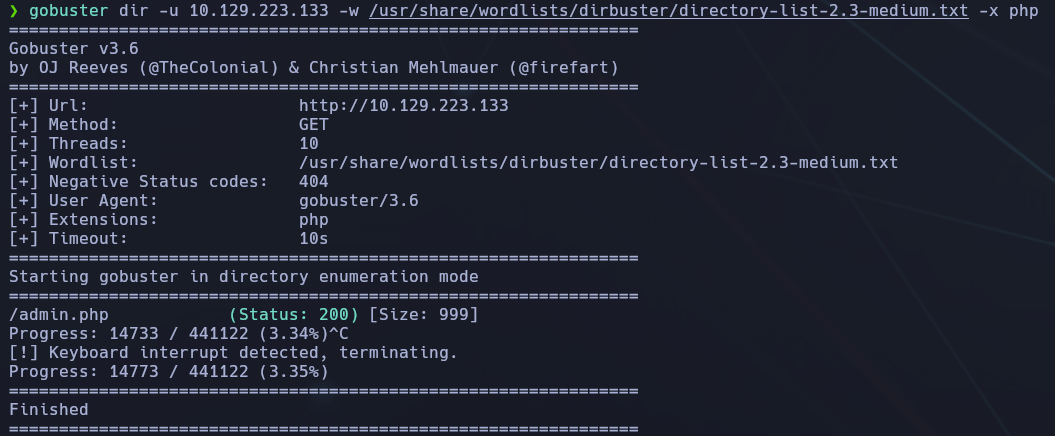 ❯ gobuster dir -u 10.129.223.133 -w /usr/share/wordlists/dirbuster/directory-list-2.3-medium.txt -x php
===============================================================
Gobuster v3.6
by OJ Reeves (@TheColonial) & Christian Mehlmauer (@firefart)
===============================================================
[+] Url:                     http://10.129.223.133
[+] Method:                  GET
[+] Threads:                 10
[+] Wordlist:                /usr/share/wordlists/dirbuster/directory-list-2.3-medium.txt
[+] Negative Status codes:   404
[+] User Agent:              gobuster/3.6
[+] Extensions:              php
[+] Timeout:                 10s
===============================================================
Starting gobuster in directory enumeration mode
===============================================================
/admin.php            (Status: 200) [Size: 999]
Progress: 14733 / 441122 (3.34%)^C
[!] Keyboard interrupt detected, terminating.
Progress: 14773 / 441122 (3.35%)
===============================================================
Finished
===============================================================